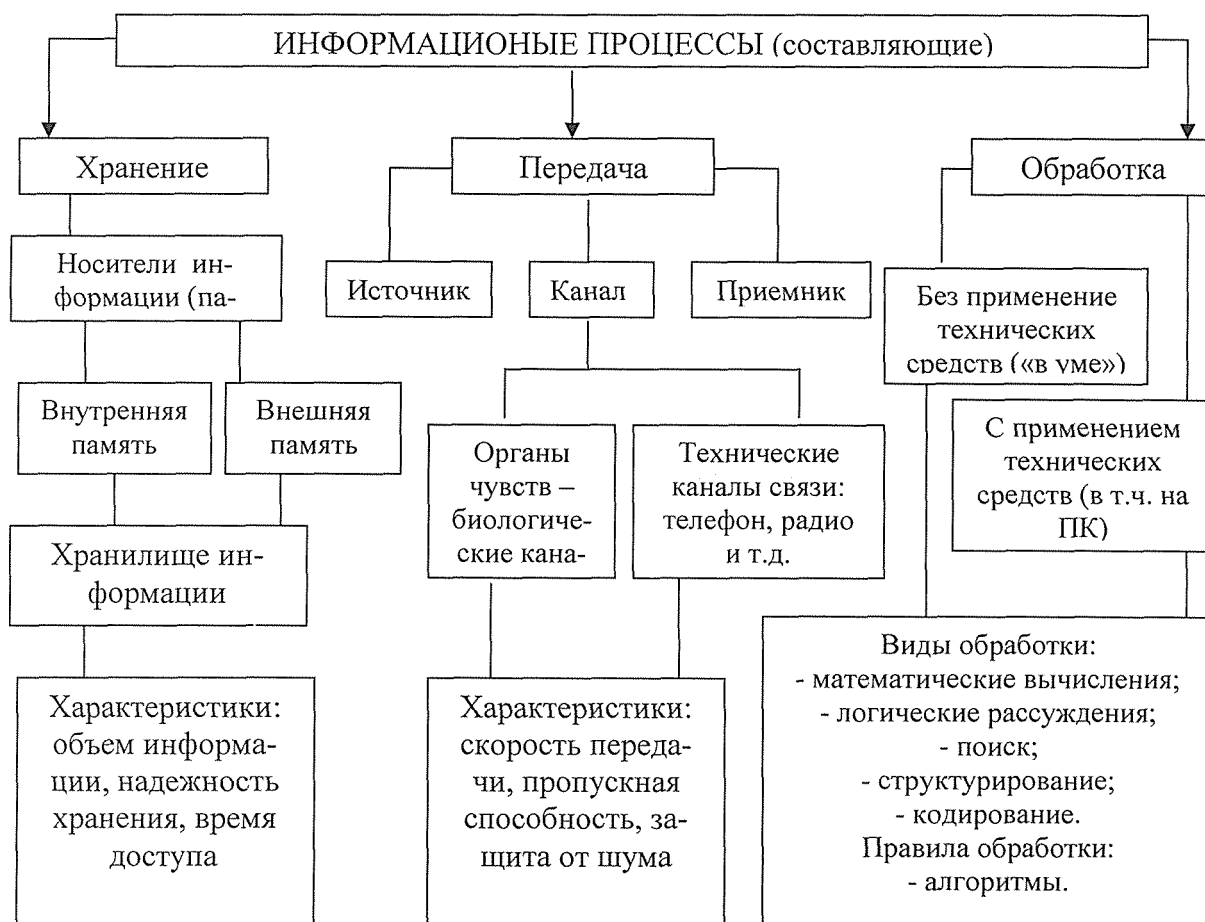 ИНФОРМАЦИОНЫЕ ПРОЦЕССЫ (составляющие)
Хранение
Передача
Обработка
Носители ин-
формации (па-
Источник
Канал
Приемник
Без применение
технических
средств («в уме»)
Внутренняя
память
Внешняя
память
Органы
чувств –
биологиче-
ские кана-
Технические
каналы связи:
телефон, радио
и т.д.
С применением
технических
средств (в т.ч. на
ПК)
Хранилище ин-
формации
Характеристики:
объем информа-
ции, надежность
хранения, время
доступа
Характеристики:
скорость переда-
чи, пропускная
способность, за-
щита от шума
Виды обработки:
- математические вычисления;
- логические рассуждения;
- поиск;
- структурирование;
- кодирование.
Правила обработки:
- алгоритмы.